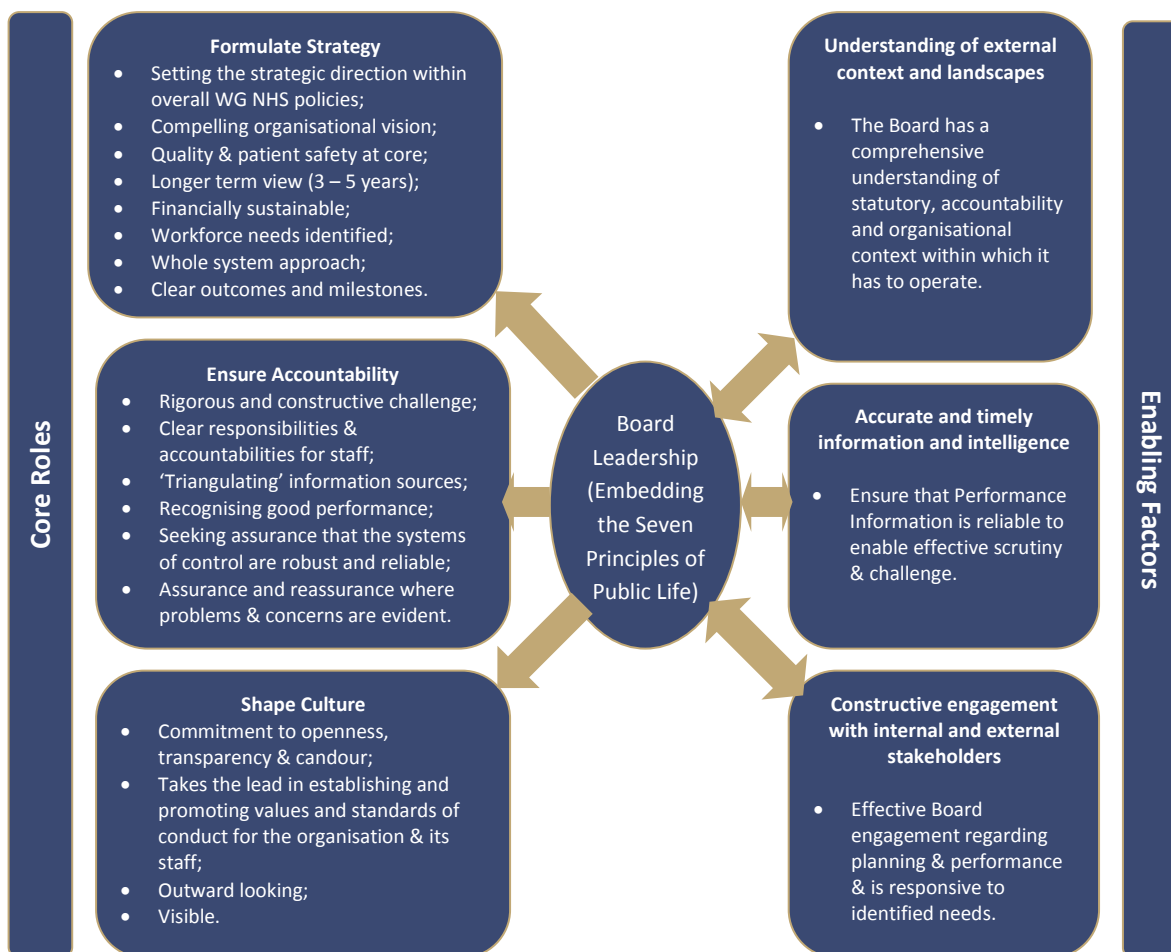 Core Roles
Formulate Strategy
• Setting the strategic direction within
overall WG NHS policies;
• Compelling organisational vision;
• Quality & patient safety at core;
• Longer term view (3 – 5 years);
• Financially sustainable;
• Workforce needs identified;
• Whole system approach;
• Clear outcomes and milestones.
Ensure Accountability
• Rigorous and constructive challenge;
• Clear responsibilities &
accountabilities for staff;
• ‘Triangulating’ information sources;
• Recognising good performance;
• Seeking assurance that the systems
of control are robust and reliable;
• Assurance and reassurance where
problems & concerns are evident.
Shape Culture
• Commitment to openness,
transparency & candour;
• Takes the lead in establishing and
promoting values and standards of
conduct for the organisation & its
staff;
• Outward looking;
• Visible.
Board
Leadership
(Embedding
the Seven
Principles of
Public Life)
Understanding of external
context and landscapes
• The Board has a
comprehensive
understanding of
statutory, accountability
and organisational
context within which it
has to operate.
Accurate and timely
information and intelligence
• Ensure that Performance
Information is reliable to
enable effective scrutiny
& challenge.
Constructive engagement
with internal and external
stakeholders
• Effective Board
engagement regarding
planning & performance
& is responsive to
identified needs.
Enabling Factors